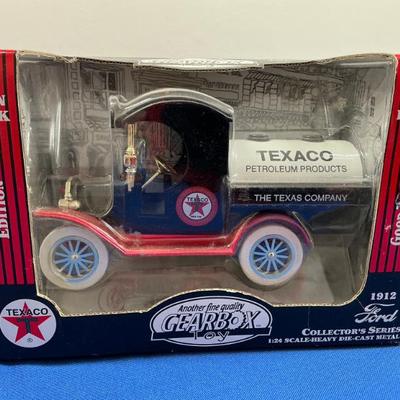 EDITION
TEXACO
PETROLEUM PRODUCTS
THE TEXAS COMPANY
TEXACO
TEXACO
Another fine quality
GEARBOX
TOY
1912
Ford
COLLECTOR'S SERIES
1:24 SCALE-HEAVY DIE-CAST METAL